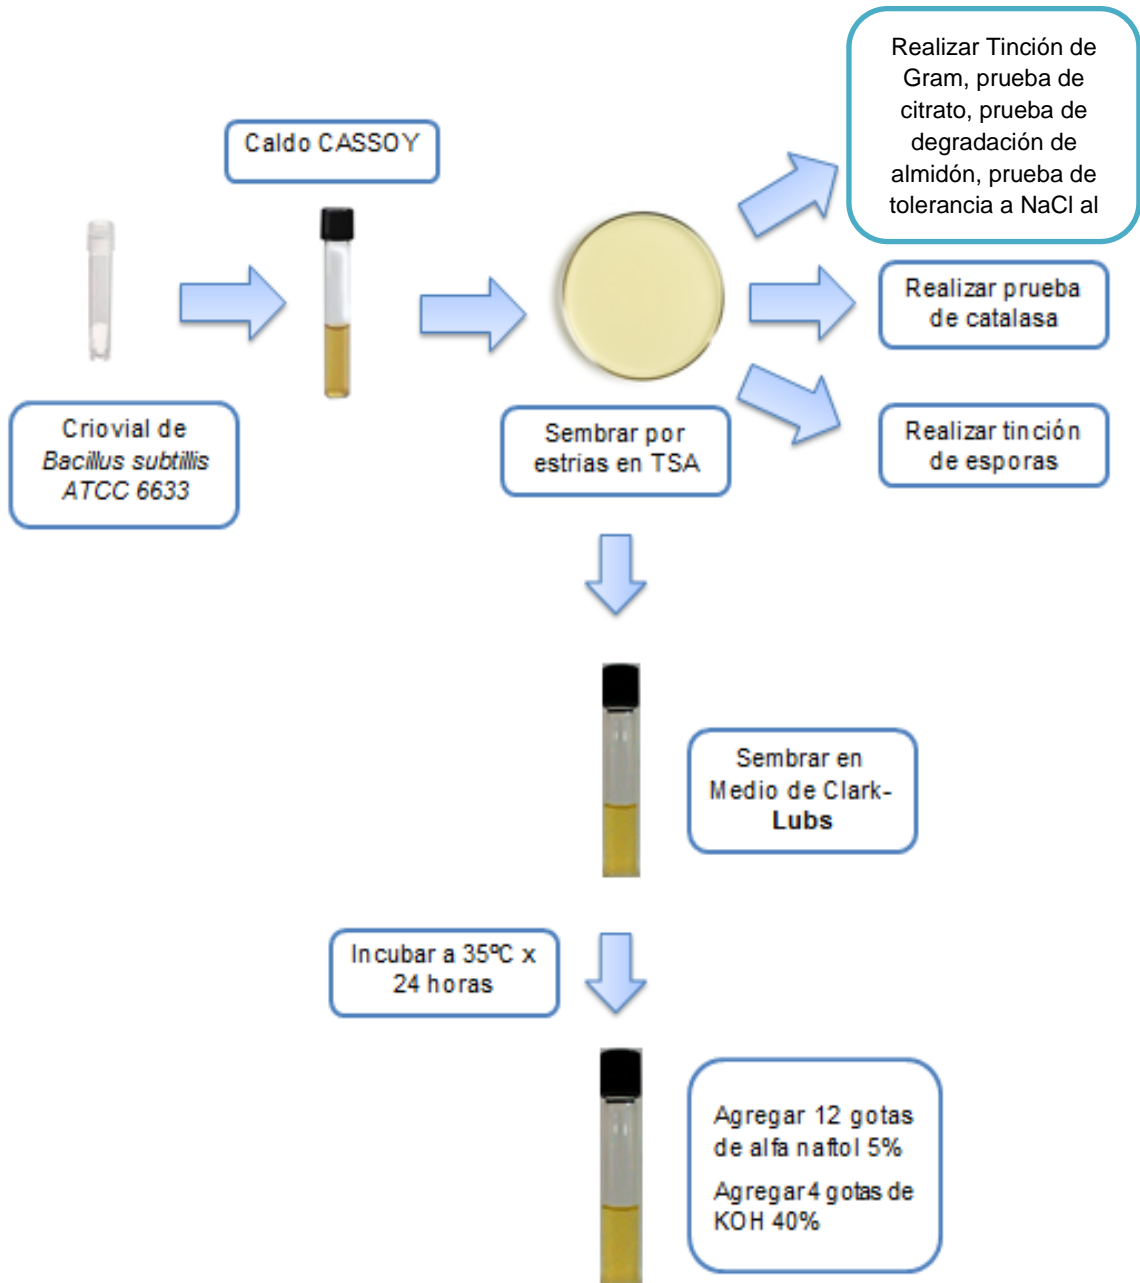 Realizar Tinción de
Gram, prueba de
citrato, prueba de
degradación de
almidón, prueba de
tolerancia a NaCl al
Caldo CASSOY
Realizar prueba
de catalasa
Criovial de
Bacillus subtillis
ATCC 6633
Sembrar por
estrias en TSA
Realizar tinción
de esporas
Sembrar en
Medio de Clark-
Lubs
Incubar a 35ºC x
24 horas
Agregar 12 gotas
de alfa naftol 5%
Agregar 4 gotas de
KOH 40%